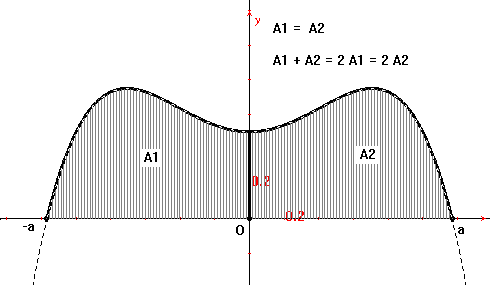 y
A1 = A2
A1 + A2 = 2 A1 = 2 A2
A1
A2
0.2
0.2
-a
O
a